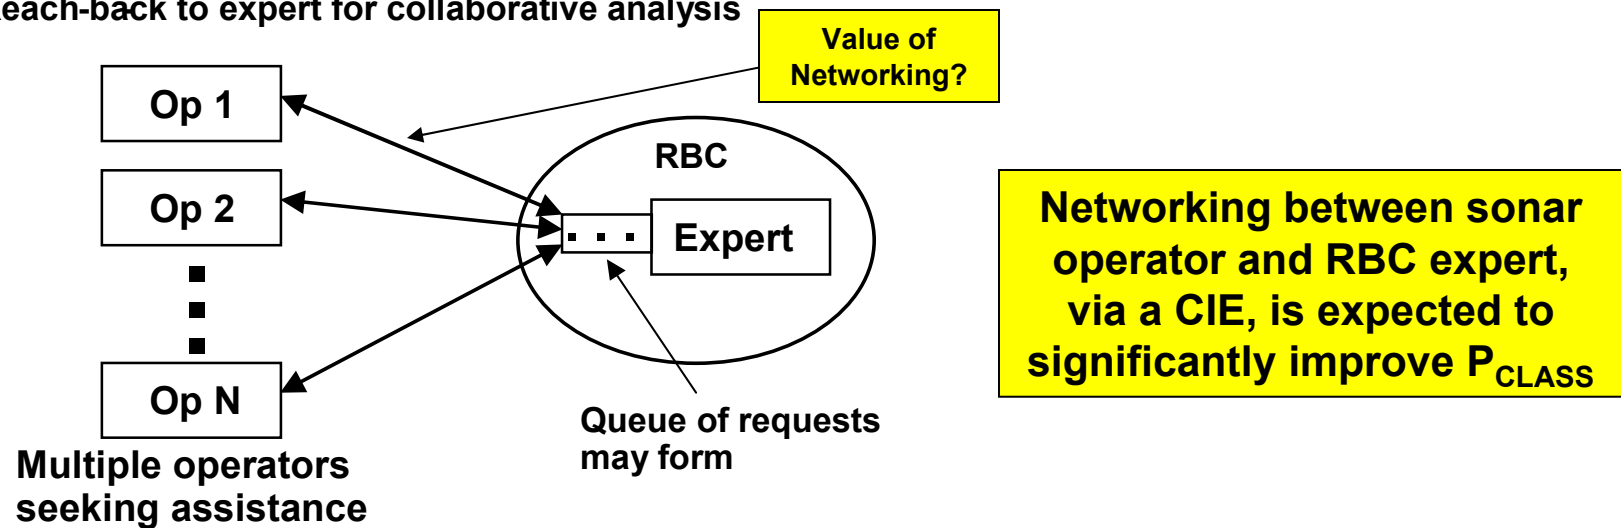 Reach-back to expert for collaborative analysis
Value of
Networking?
Op 1
RBC
Op 2
Expert
Networking between sonar
operator and RBC expert,
via a CIE, is expected to
significantly improve P_CLASS
Op N
Queue of requests
may form
Multiple operators
seeking assistance